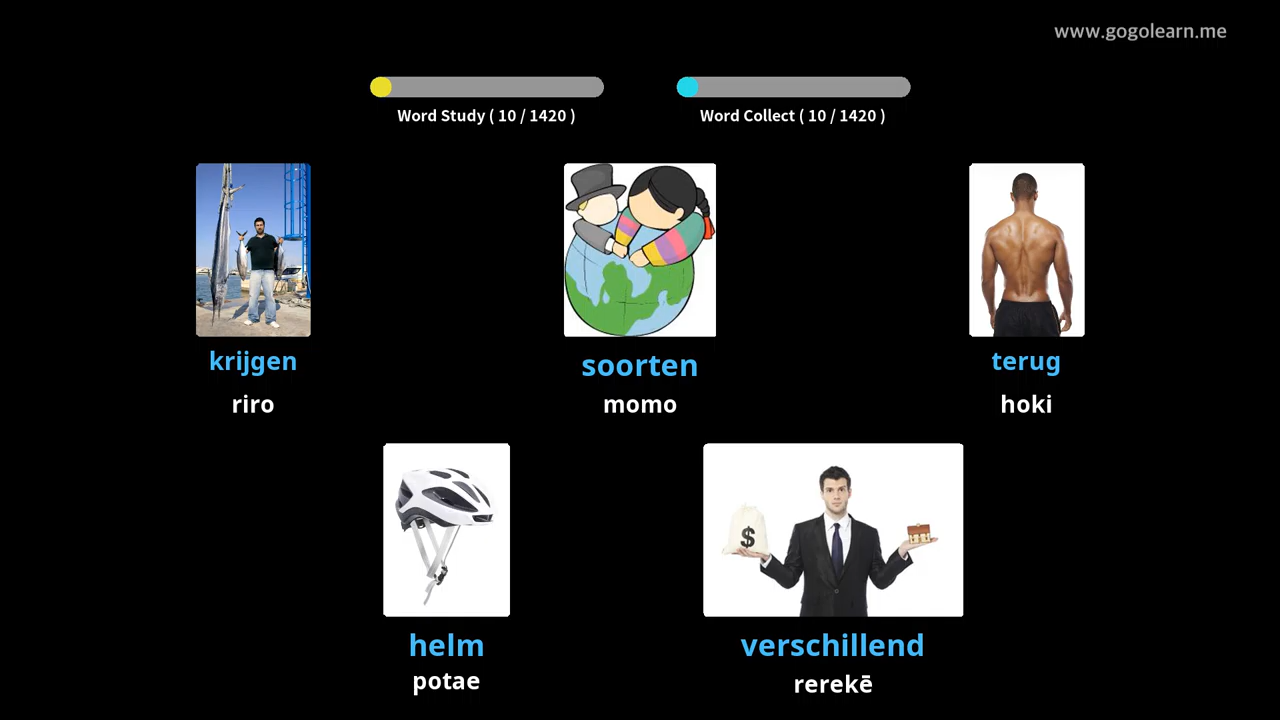 www.gogolearn.me
Word Study ( 10 / 1420 )
Word Collect ( 10 / 1420 )
krijgen
riro
soorten
momo
terug
hoki
$
helm
potae
verschillend
rerekē